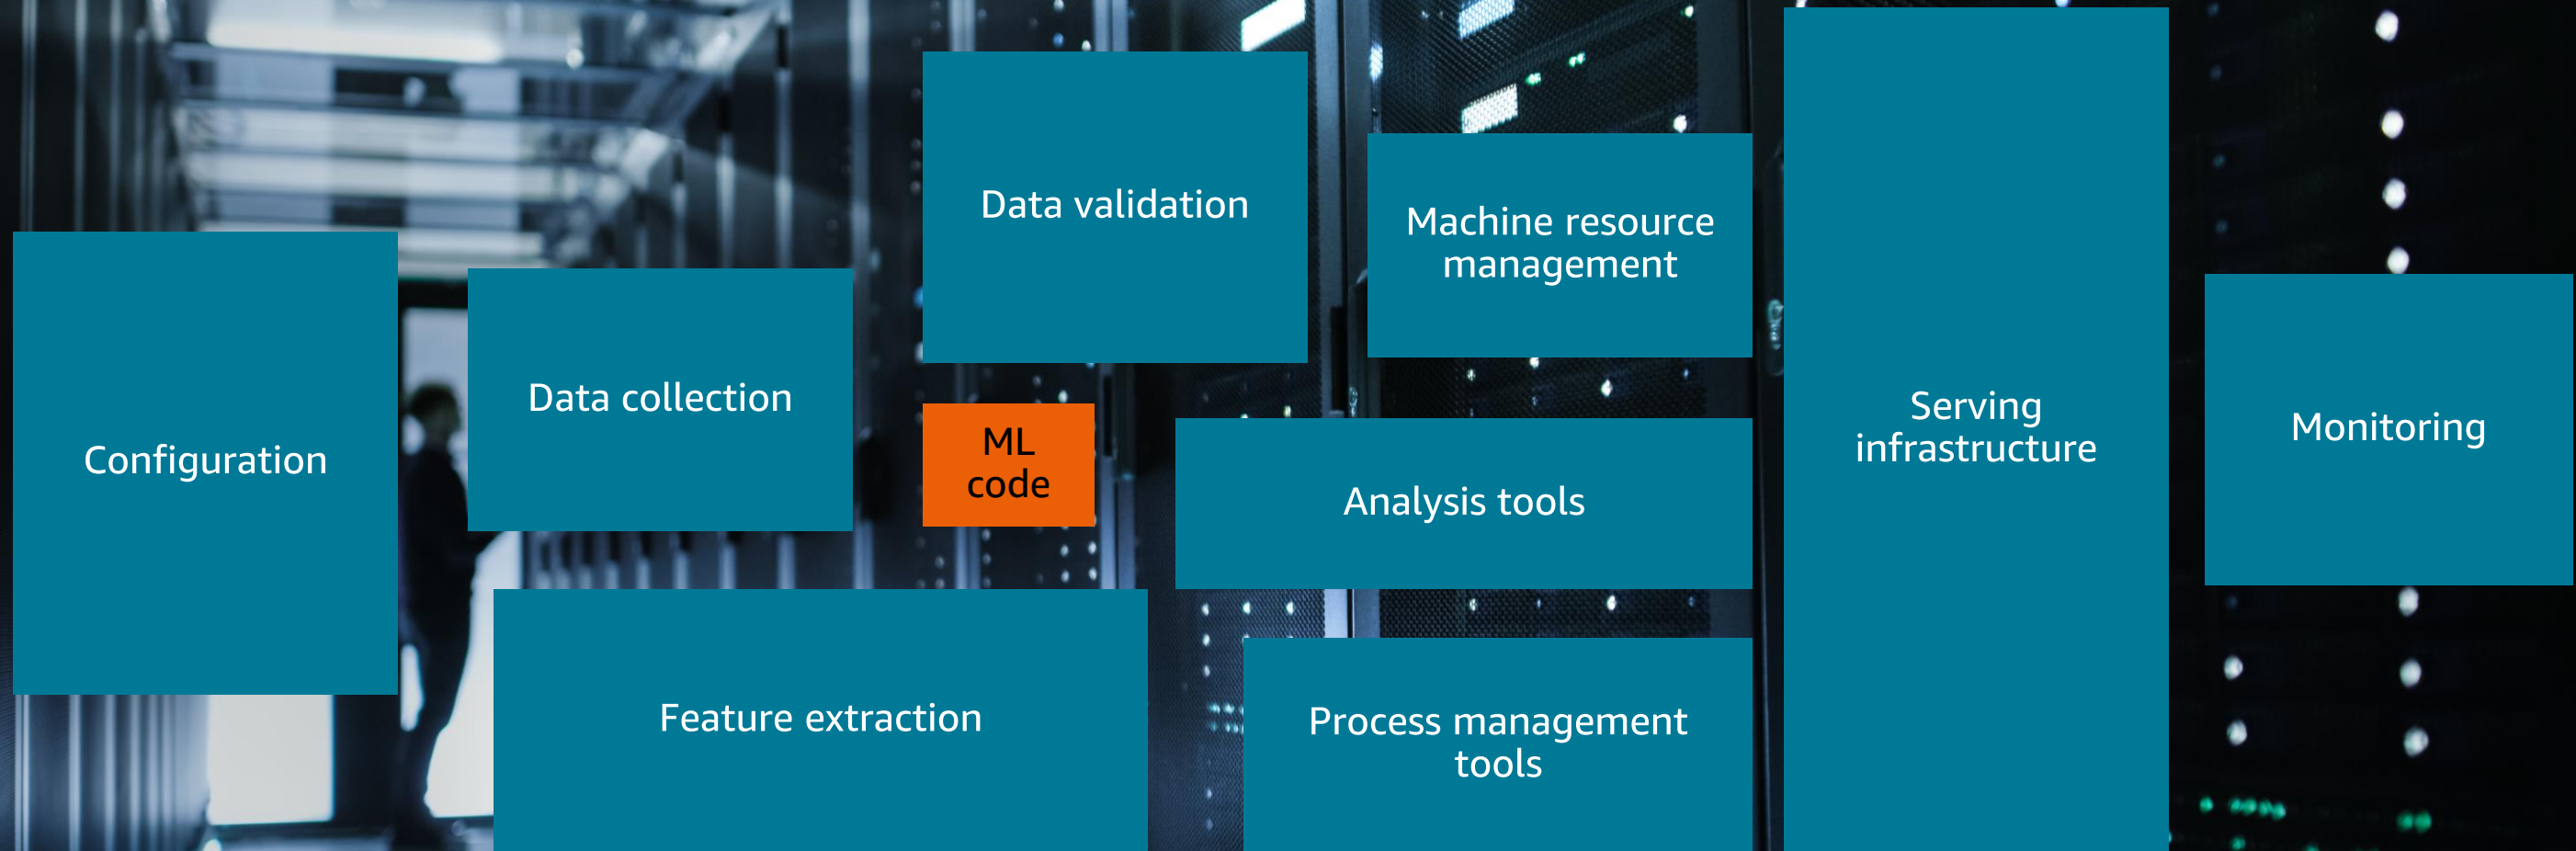 Configuration
Data collection
Data validation
ML
code
Feature extraction
Machine resource
management
Analysis tools
Process management
tools
Serving
infrastructure
Monitoring